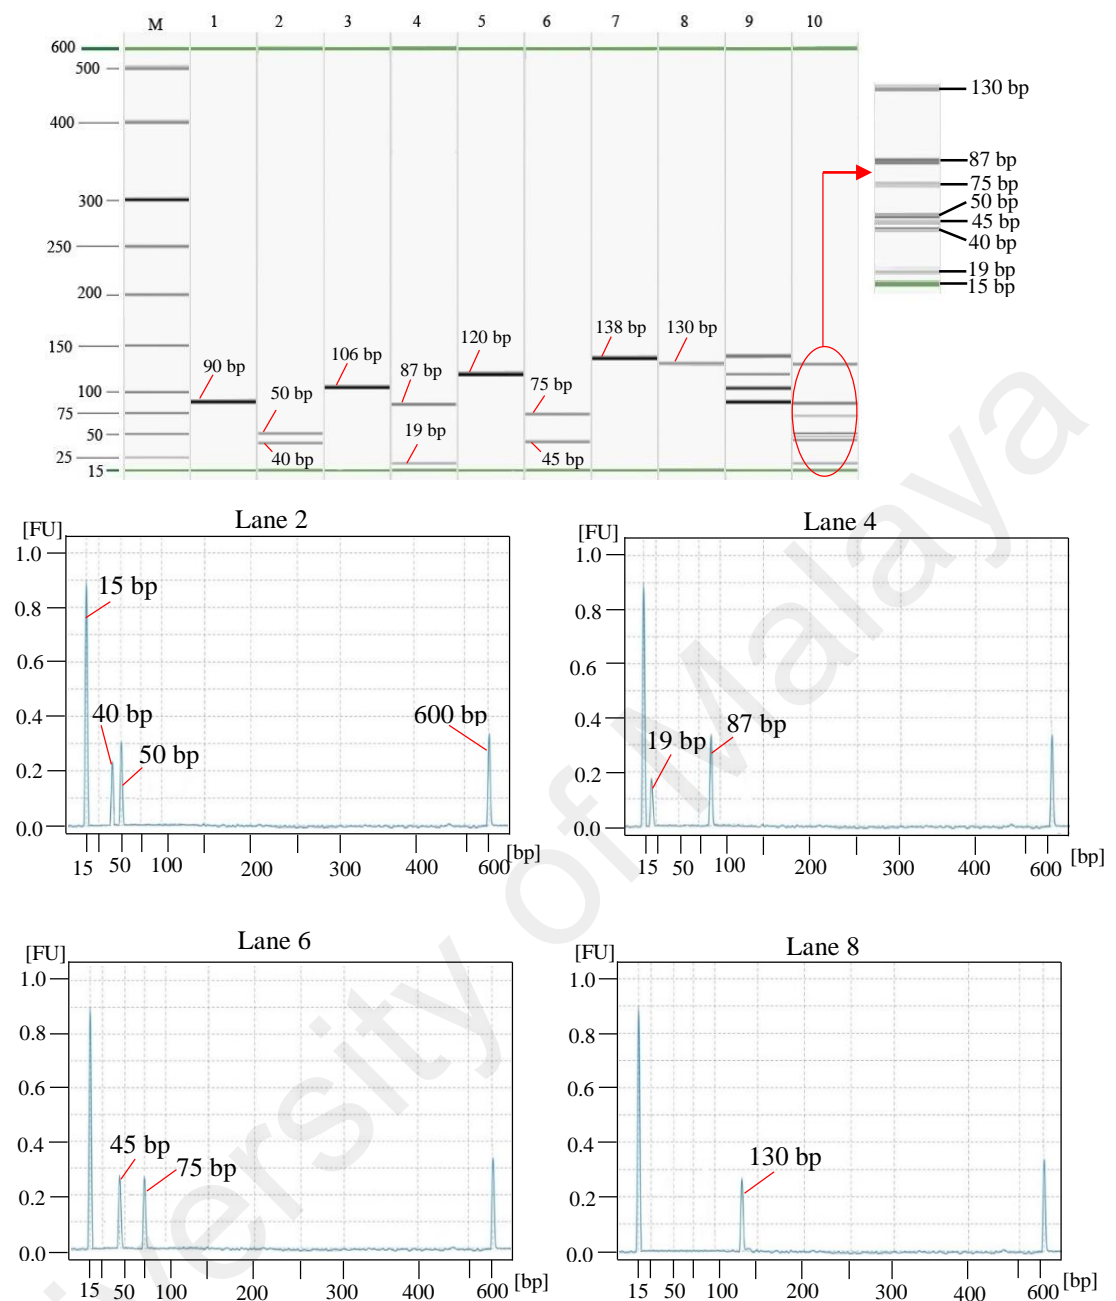 M 1 2 3 4 5 6 7 8 9 10
600
500
400
300
250
200
150
100
75
50
25
15
90 bp
50 bp
40 bp
106 bp
87 bp
19 bp
120 bp
75 bp
45 bp
138 bp
130 bp
130 bp
87 bp
75 bp
50 bp
45 bp
40 bp
19 bp
15 bp
Lane 2
[FU]
1.0
0.8
0.6
0.4
0.2
0.0
15 bp
40 bp
50 bp
600 bp
15 50 100 200 300 400 600 [bp]
Lane 4
[FU]
1.0
0.8
0.6
0.4
0.2
0.0
19 bp
87 bp
15 50 100 200 300 400 600 [bp]
Lane 6
[FU]
1.0
0.8
0.6
0.4
0.2
0.0
45 bp
75 bp
15 50 100 200 300 400 600 [bp]
Lane 8
[FU]
1.0
0.8
0.6
0.4
0.2
0.0
130 bp
15 50 100 200 300 400 600 [bp]
versity of Malaya